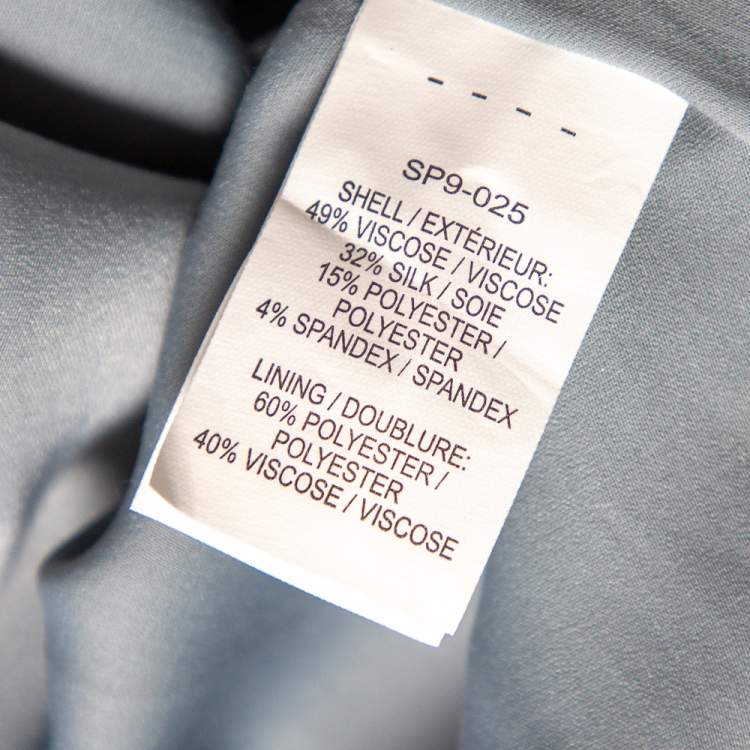 - - - -
SP9-025
SHELL / EXTÉRIEUR:
49% VISCOSE / VISCOSE
32% SILK / SOIE
15% POLYESTER /
POLYESTER
4% SPANDEX / SPANDEX
LINING / DOUBLURE:
60% POLYESTER /
POLYESTER
40% VISCOSE / VISCOSE